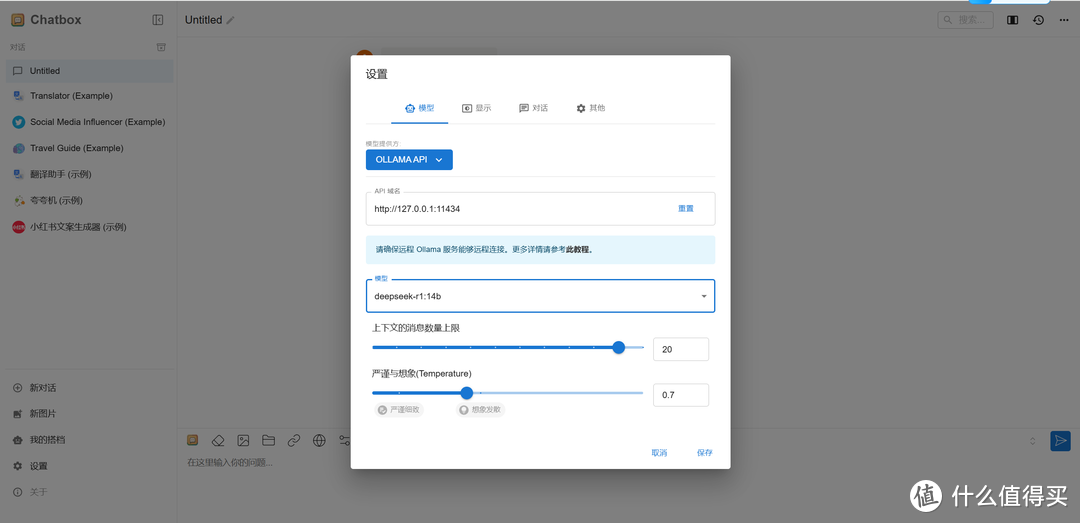 Chatbox
Untitled
搜索...
对话
Untitled
Translator (Example)
Social Media Influencer (Example)
Travel Guide (Example)
翻译助手 (示例)
夸夸机 (示例)
小红书文案生成器 (示例)
新对话
新图片
我的搭档
设置
关于
设置
模型
显示
对话
其他
模型提供方
OLLAMA API
API 域名
http://127.0.0.1:11434
重置
请确保远程 Ollama 服务能够远程连接。更多详情请参考此教程。
模型
deepseek-r1:14b
上下文的消息数量上限
20
严谨与想象(Temperature)
0.7
严谨细致
想象发散
取消
保存
在这里输入你的问题...
值 什么值得买